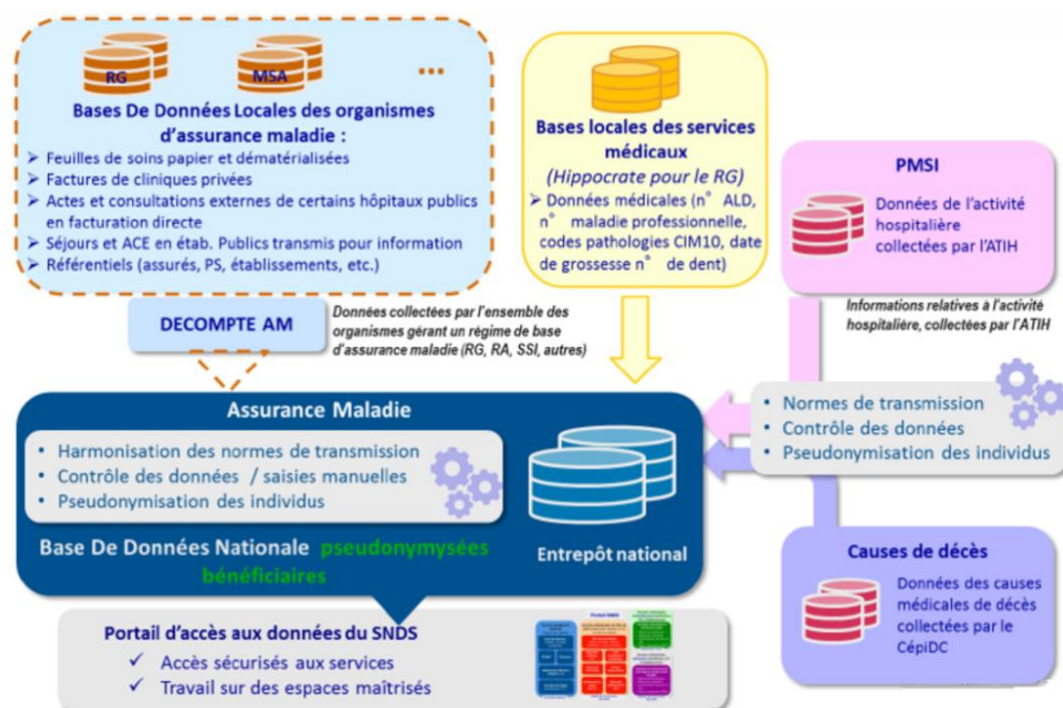 RG
MSA
...
Bases De Données Locales des organismes
d'assurance maladie :
➤ Feuilles de soins papier et dématérialisées
➤ Factures de cliniques privées
➤ Actes et consultations externes de certains hôpitaux publics
en facturation directe
➤ Séjours et ACE en étab. Publics transmis pour information
➤ Référentiels (assurés, PS, établissements, etc.)
Bases locales des services
médicaux
(Hippocrate pour le RG)
➤ Données médicales (n° ALD,
n° maladie professionnelle,
codes pathologies CIM10, date
de grossesse n° de dent)
PMSI
Données de l'activité
hospitalière
collectées par l'ATIH
DECOMPTE AM
Données collectées par l'ensemble des
organismes gérant un régime de base
d'assurance maladie (RG, RA, SSI, autres)
Informations relatives à l'activité
hospitalière, collectées par l'ATIH
Assurance Maladie
• Harmonisation des normes de transmission
• Contrôle des données / saisies manuelles
• Pseudonymisation des individus
Base De Données Nationale pseudonymysées
bénéficiaires
Entrepôt national
• Normes de transmission
• Contrôle des données
• Pseudonymisation des individus
Causes de décès
Données des causes
médicales de décès
collectées par le
CépiDC
Portail d'accès aux données du SNDS
✓ Accès sécurisés aux services
✓ Travail sur des espaces maîtrisés
Portail SNDS